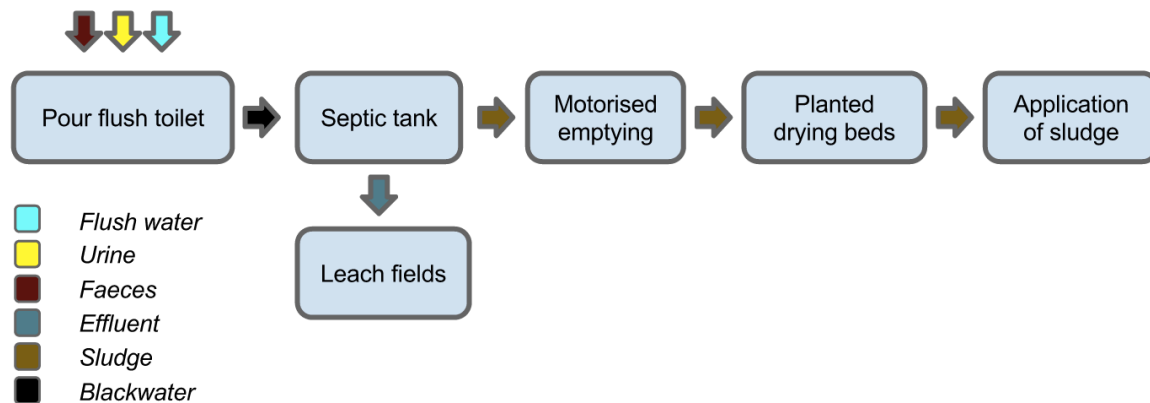 Pour flush toilet
Septic tank
Motorised
emptying
Planted
drying beds
Application
of sludge
Leach fields
Flush water
Urine
Faeces
Effluent
Sludge
Blackwater